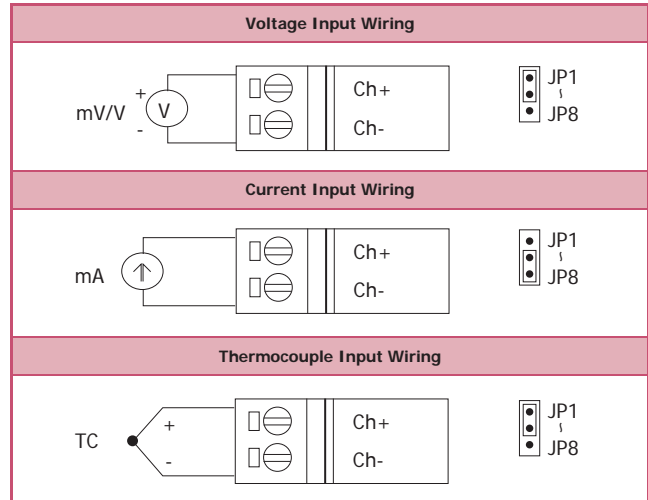 Voltage Input Wiring
mV/V
+
V
-
Ch+
Ch-
JP1
~
JP8
Current Input Wiring
mA
Ch+
Ch-
JP1
~
JP8
Thermocouple Input Wiring
TC
+
-
Ch+
Ch-
JP1
~
JP8